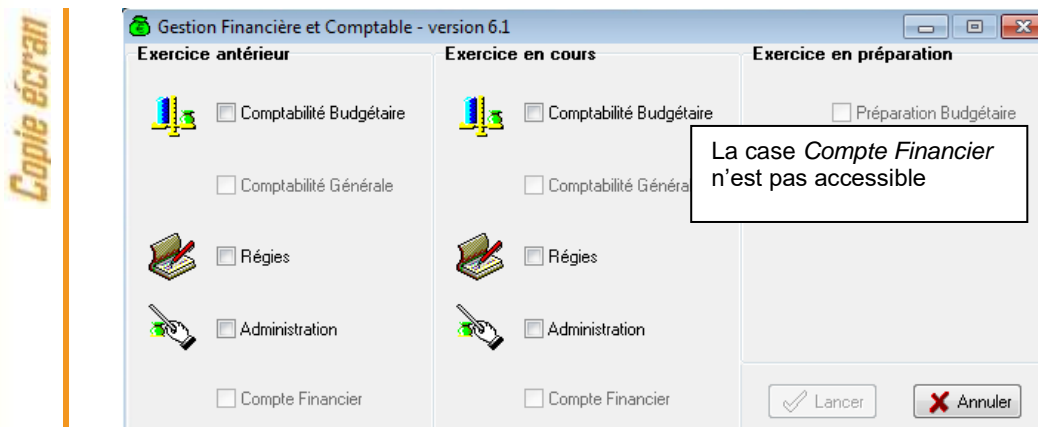 Copie écran
Gestion Financière et Comptable - version 6.1
Exercice antérieur
Comptabilité Budgétaire
Comptabilité Générale
Régies
Administration
Compte Financier
Exercice en cours
Comptabilité Budgétaire
Comptabilité Généra
Régies
Administration
Compte Financier
Exercice en préparation
Préparation Budgétaire
La case Compte Financier
n'est pas accessible
Lancer
Annuler